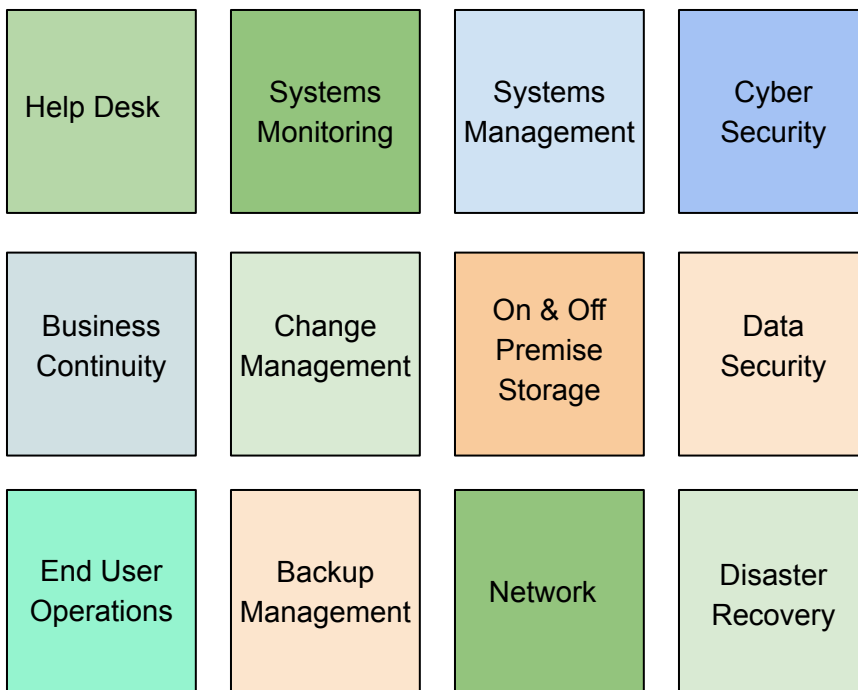 Help Desk
Systems
Monitoring
Systems
Management
Cyber
Security
Business
Continuity
Change
Management
On & Off
Premise
Storage
Data
Security
End User
Operations
Backup
Management
Network
Disaster
Recovery